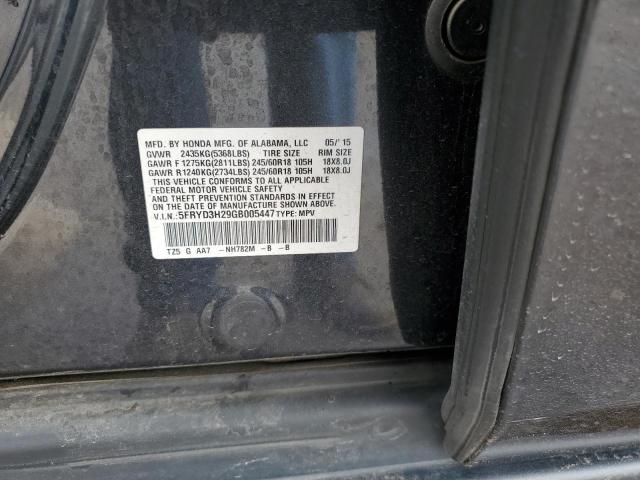 MFD. BY HONDA MFG. OF ALABAMA, LLC 05/'15
GVWR 2435KG(5368LBS) TIRE SIZE RIM SIZE
GAWR F 1275KG(2811LBS) 245/60R18 105H 18X8.0J
GAWR R 1240KG(2734LBS) 245/60R18 105H 18X8.0J
THIS VEHICLE CONFORMS TO ALL APPLICABLE
FEDERAL MOTOR VEHICLE SAFETY
AND THEFT PREVENTION STANDARDS IN EFFECT
ON THE DATE OF MANUFACTURE SHOWN ABOVE.
V.I.N.:5FRYD3H29GB005447 TYPE: MPV
TZ5 G AA7 -NH782M -B -B